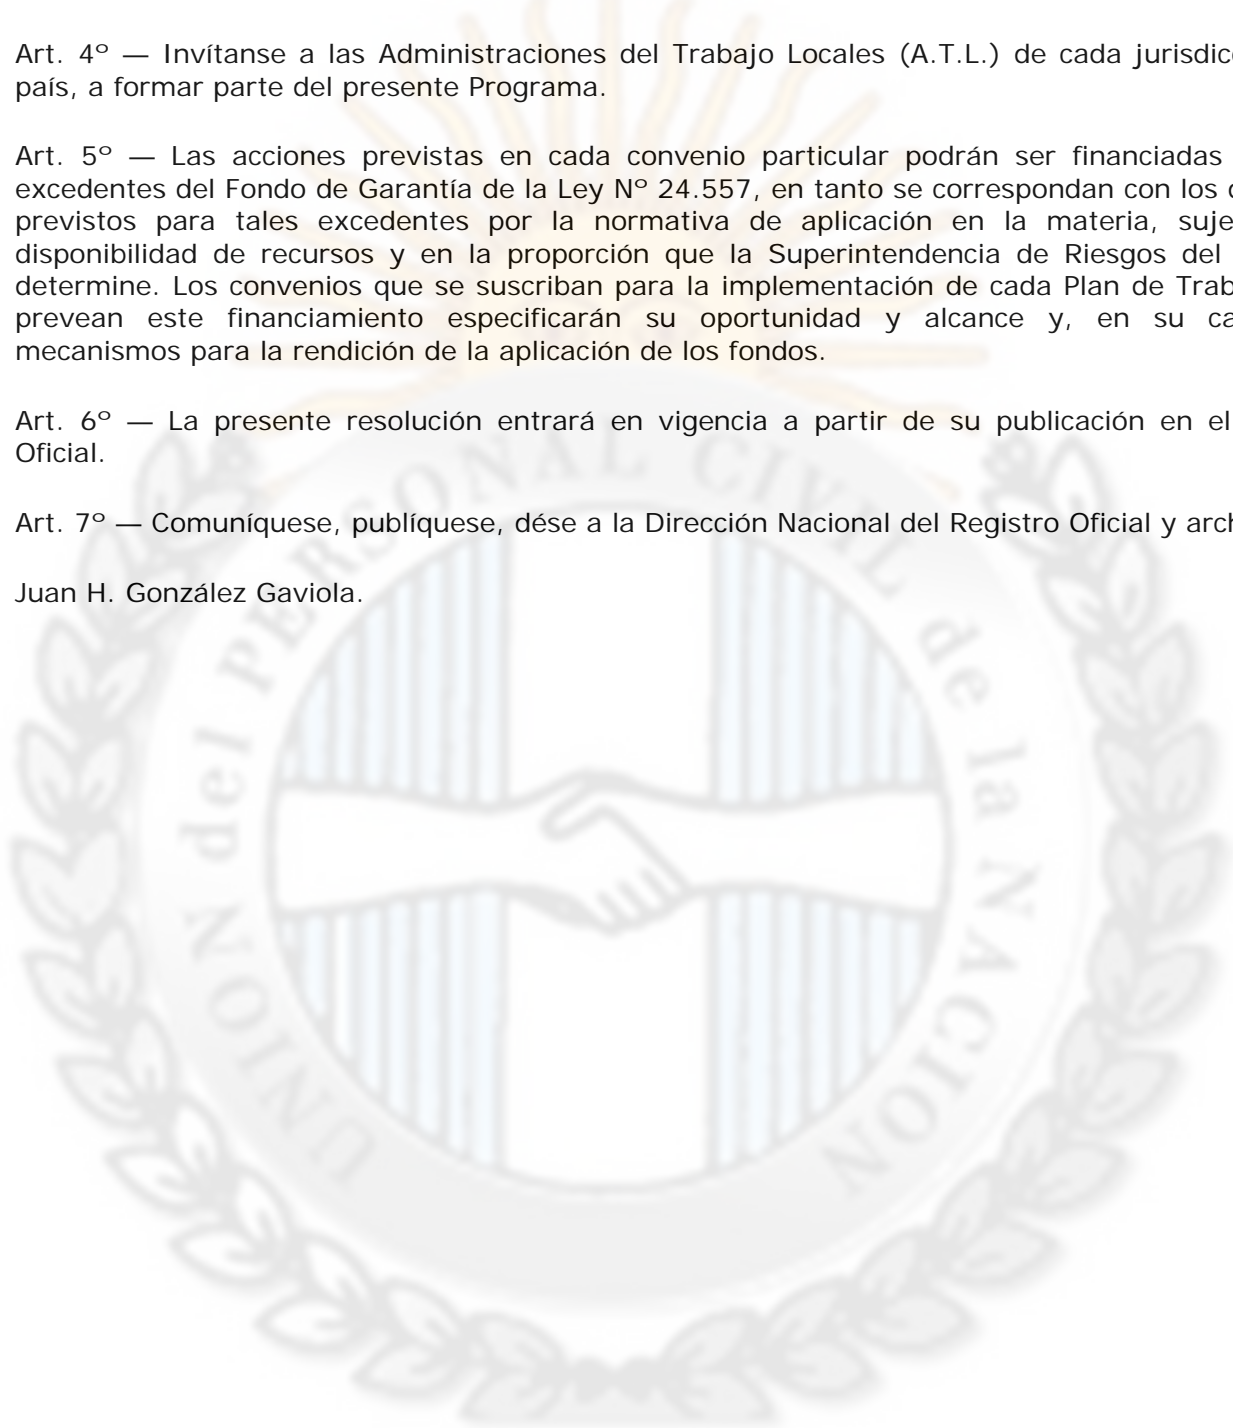 Art. 4º — Invítanse a las Administraciones del Trabajo Locales (A.T.L.) de cada
país, a formar parte del presente Programa.
Art. 5º — Las acciones previstas en cada convenio particular podrán ser financiadas
excedentes del Fondo de Garantía de la Ley Nº 24.557, en tanto se correspondan con los
previstos para tales excedentes por la normativa de aplicación en la materia,
disponibilidad de recursos y en la proporción que la Superintendencia de Riesgos del
determine. Los convenios que se suscriban para la implementación de cada Plan de
prevean este financiamiento especificarán su oportunidad y alcance y, en su
mecanismos para la rendición de la aplicación de los fondos.
Art. 6º — La presente resolución entrará en vigencia a partir de su publicación en el
Oficial.
Art. 7º — Comuníquese, publíquese, dése a la Dirección Nacional del Registro Oficial y
Juan H. González Gaviola.
UNION del PERSONAL CIVIL de la NACION